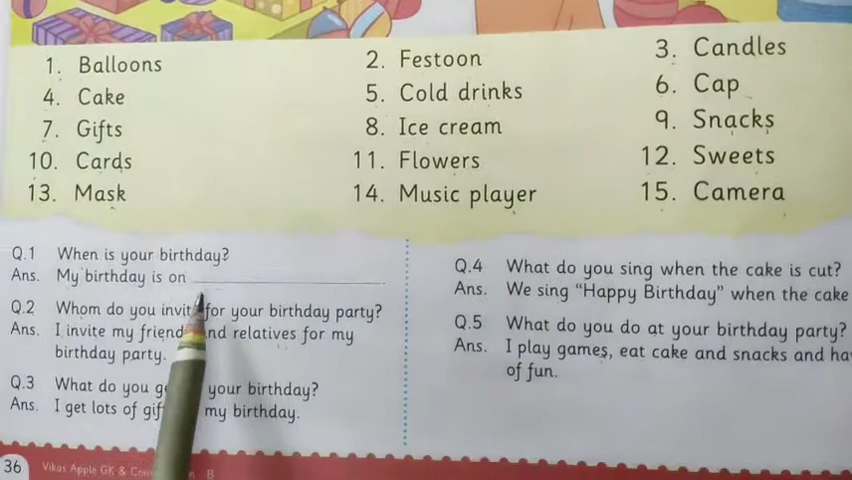 1. Balloons 2. Festoon 3. Candles
4. Cake 5. Cold drinks 6. Cap
7. Gifts 8. Ice cream 9. Snacks
10. Cards 11. Flowers 12. Sweets
13. Mask 14. Music player 15. Camera
Q.1 When is your birthday?
Ans. My birthday is on
Q.2 Whom do you invit for your birthday party?
Ans. I invite my friend nd relatives for my
birthday party.
Q.3 What do you g your birthday?
Ans. I get lots of gif my birthday.
Q.4 What do you sing when the cake is cut?
Ans. We sing "Happy Birthday" when the cake
Q.5 What do you do at your birthday party?
Ans. I play games, eat cake and snacks and ha
of fun.
36 Vikas Apple GK & Con B